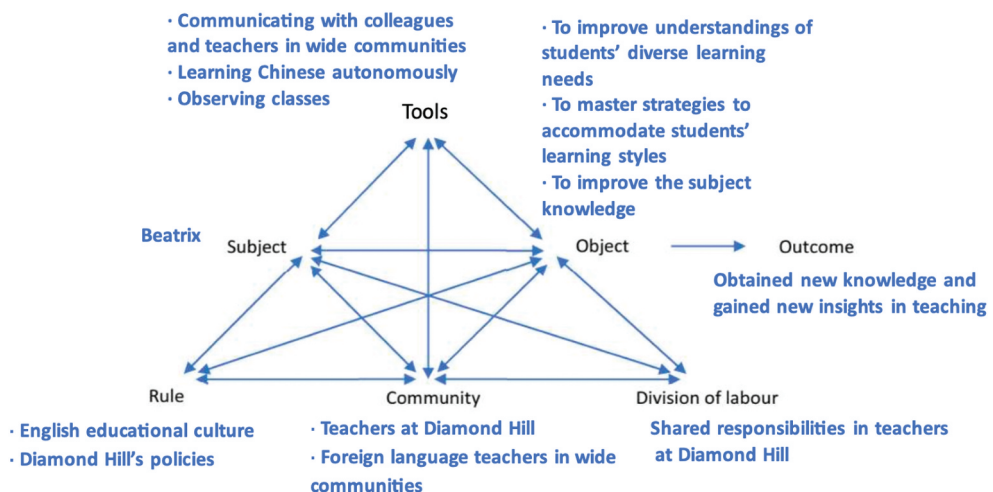 · Communicating with colleagues
and teachers in wide communities
· Learning Chinese autonomously
· Observing classes
Tools
· To improve understandings of
students' diverse learning
needs
· To master strategies to
accommodate students'
learning styles
· To improve the subject
knowledge
Beatrix
Subject
Object
Outcome
Obtained new knowledge and
gained new insights in teaching
Rule
· English educational culture
· Diamond Hill's policies
Community
· Teachers at Diamond Hill
· Foreign language teachers in wide
communities
Division of labour
Shared responsibilities in teachers
at Diamond Hill